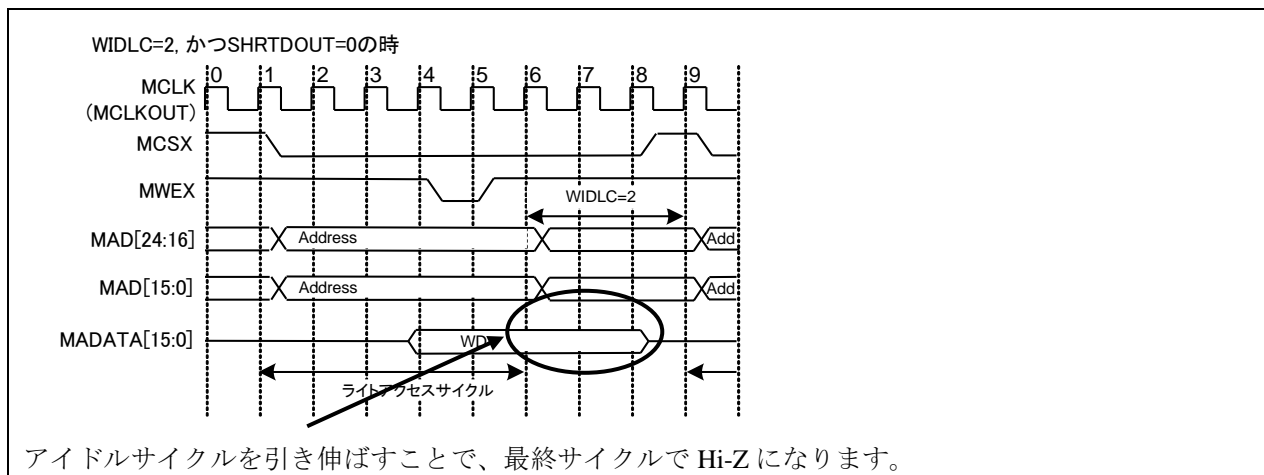 WIDLC=2, かつSHRTDOUT=0の時
0 1 2 3 4 5 6 7 8 9
MCLK
(MCLKOUT)
MCSX
MWEX
WIDLC=2
MAD[24:16] Address Add
MAD[15:0] Address Add
MADATA[15:0] WD
ライトアクセスサイクル
アイドルサイクルを引き伸ばすことで、最終サイクルで Hi-Z になります。